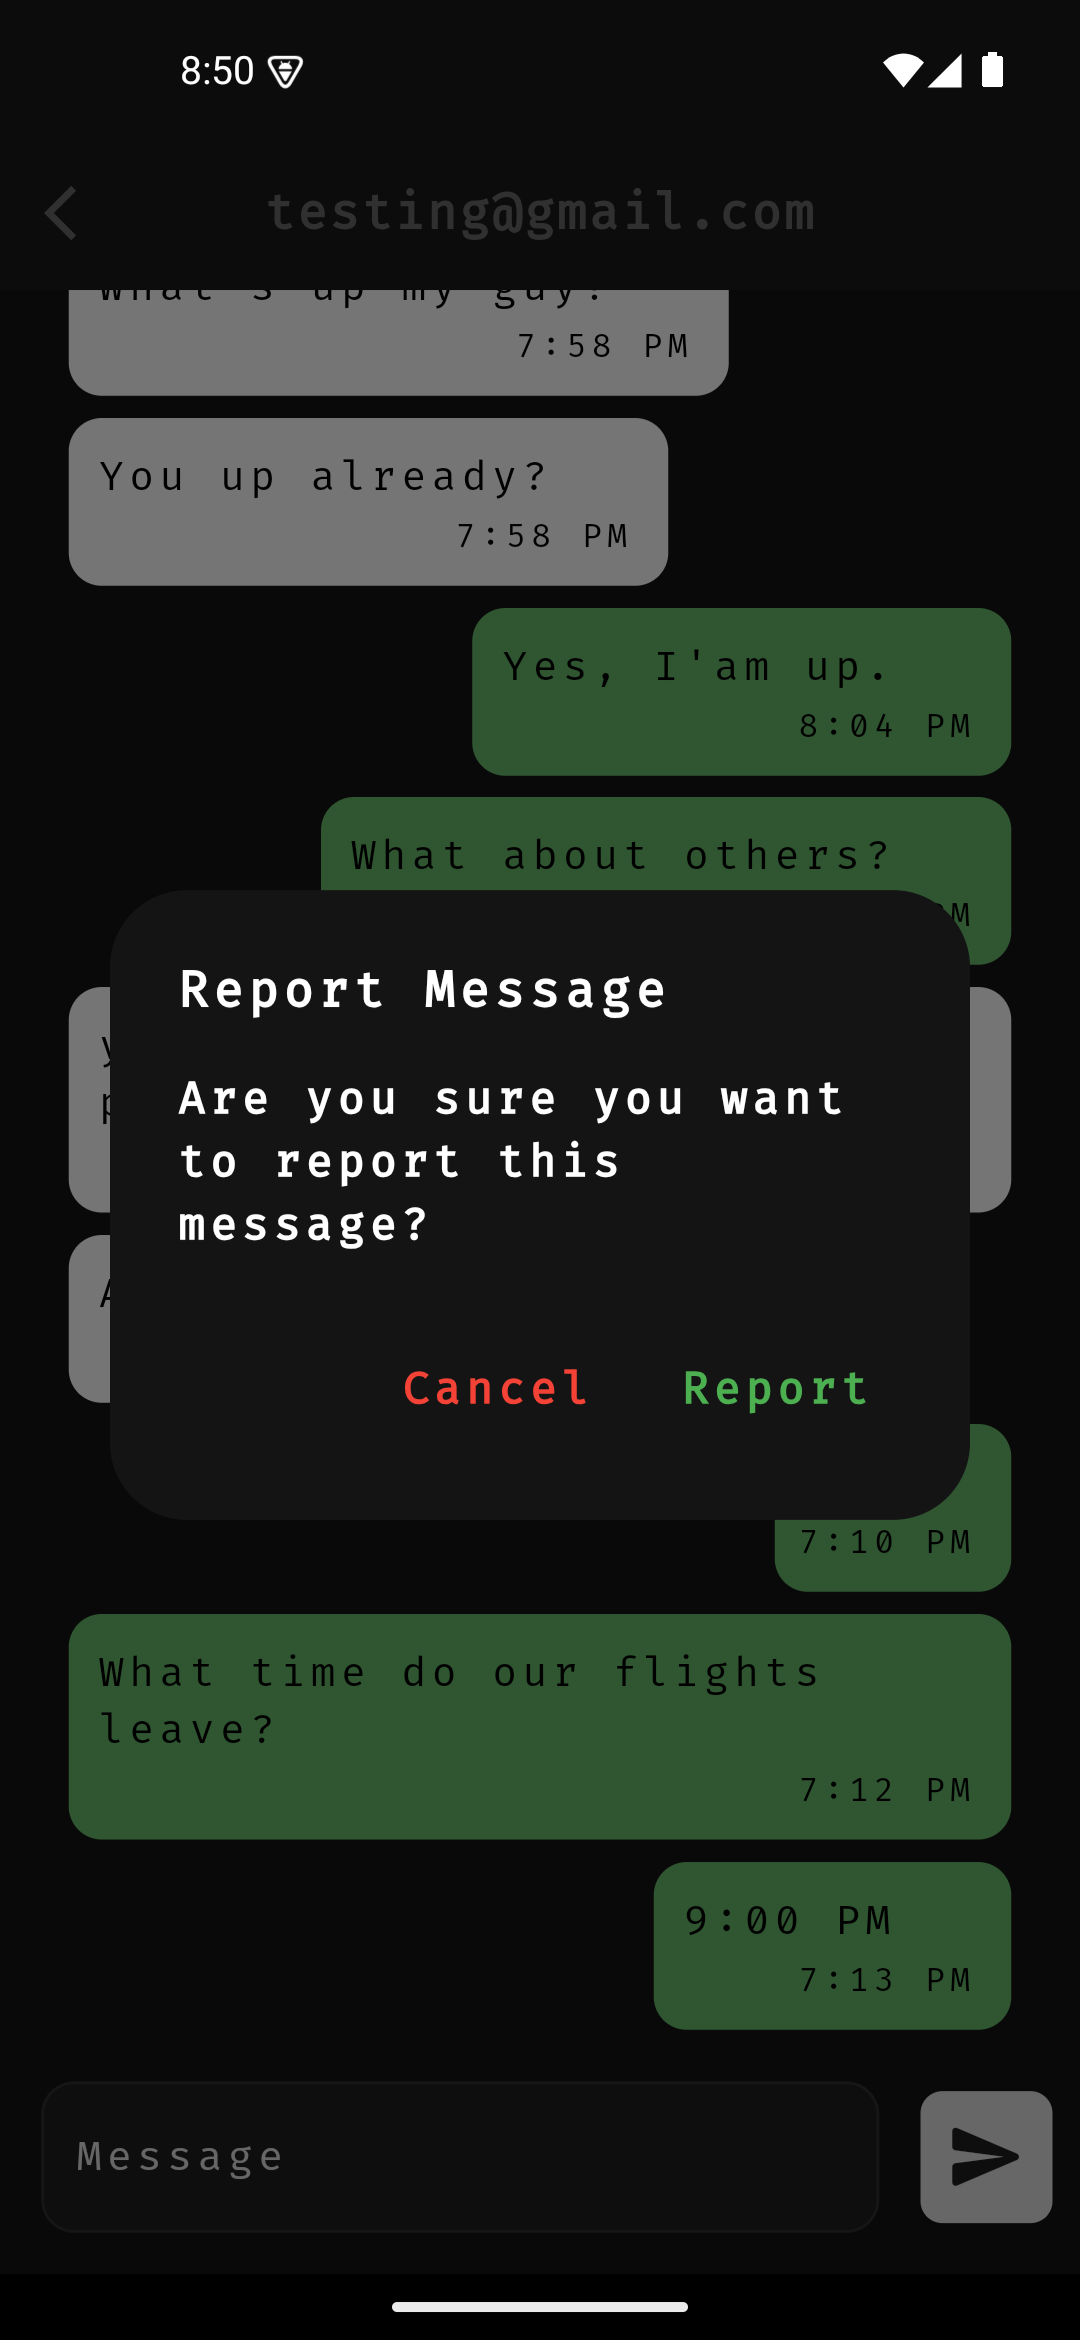 8:50
testing@gmail.com
What's up my guy?
7:58 PM
You up already?
7:58 PM
Yes, I'am up.
8:04 PM
What about others?
PM
Report Message
Are you sure you want
to report this
message?
Cancel
Report
7:10 PM
What time do our flights
leave?
7:12 PM
9:00 PM
7:13 PM
Message